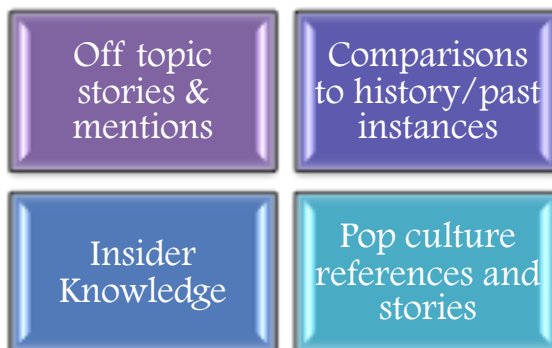 Off topic
stories &
mentions
Comparisons
to history/past
instances
Insider
Knowledge
Pop culture
references and
stories